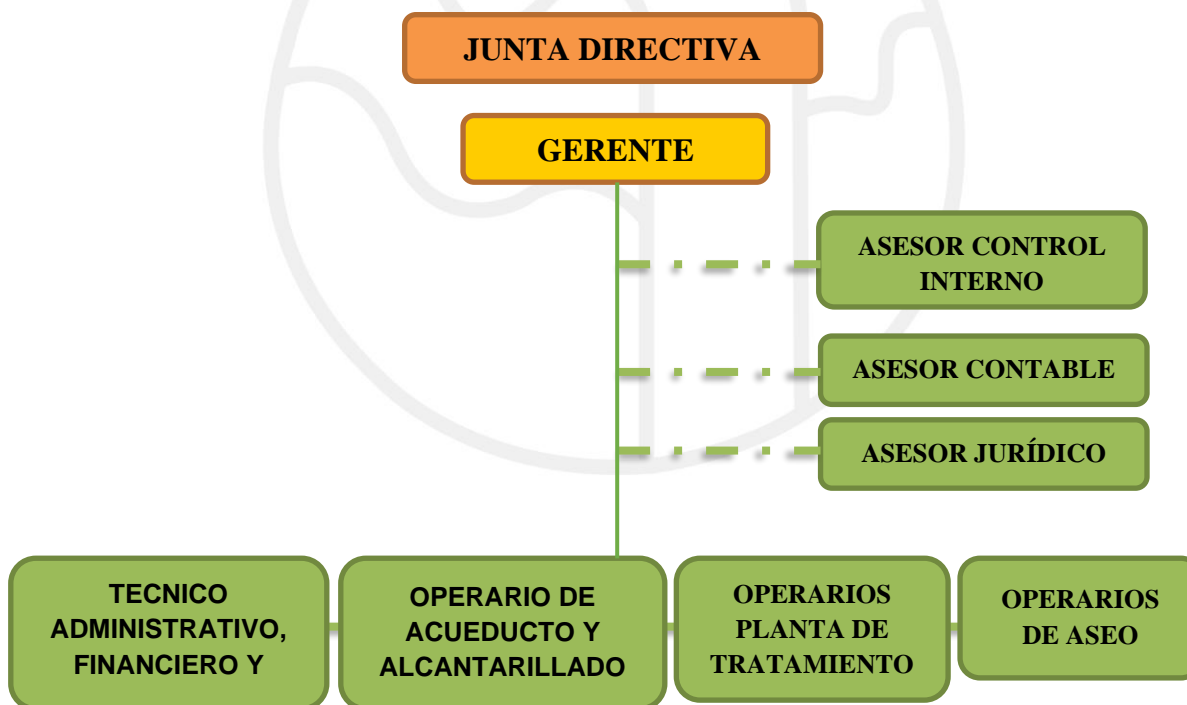 JUNTA DIRECTIVA
GERENTE
ASESOR CONTROL
INTERNO
ASESOR CONTABLE
ASESOR JURÍDICO
TECNICO
ADMINISTRATIVO,
FINANCIERO Y
OPERARIO DE
ACUEDUCTO Y
ALCANTARILLADO
OPERARIOS
PLANTA DE
TRATAMIENTO
OPERARIOS
DE ASEO